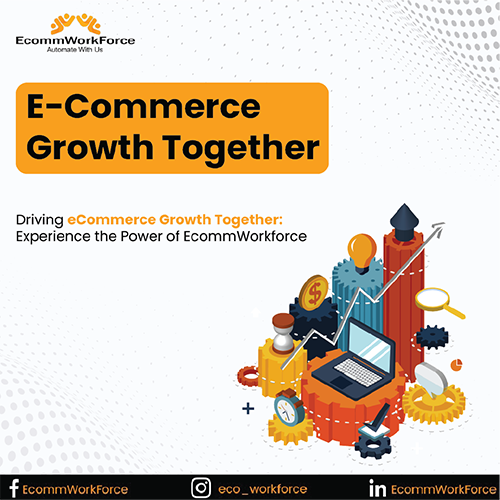 EcommWorkForce
Automate With Us
E-Commerce
Growth Together
Driving eCommerce Growth Together:
Experience the Power of EcommWorkforce
$
EcommWorkForce
eco_workforce
EcommWorkForce